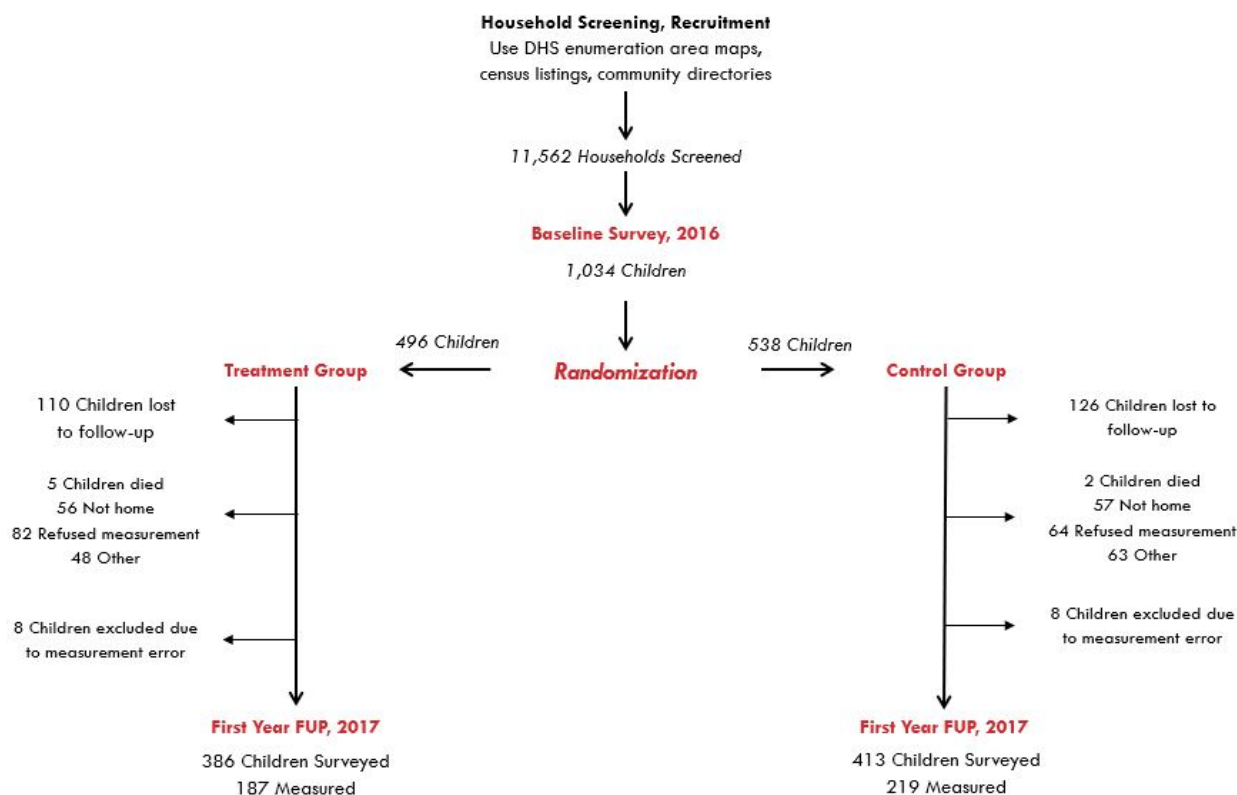 Household Screening, Recruitment
Use DHS enumeration area maps,
census listings, community directories
11,562 Households Screened
Baseline Survey, 2016
1,034 Children
496 Children
538 Children
Treatment Group
Randomization
Control Group
110 Children lost
to follow-up
126 Children lost to
follow-up
5 Children died
56 Not home
82 Refused measurement
48 Other
2 Children died
57 Not home
64 Refused measurement
63 Other
8 Children excluded due
to measurement error
8 Children excluded due
to measurement error
First Year FUP, 2017
386 Children Surveyed
187 Measured
First Year FUP, 2017
413 Children Surveyed
219 Measured